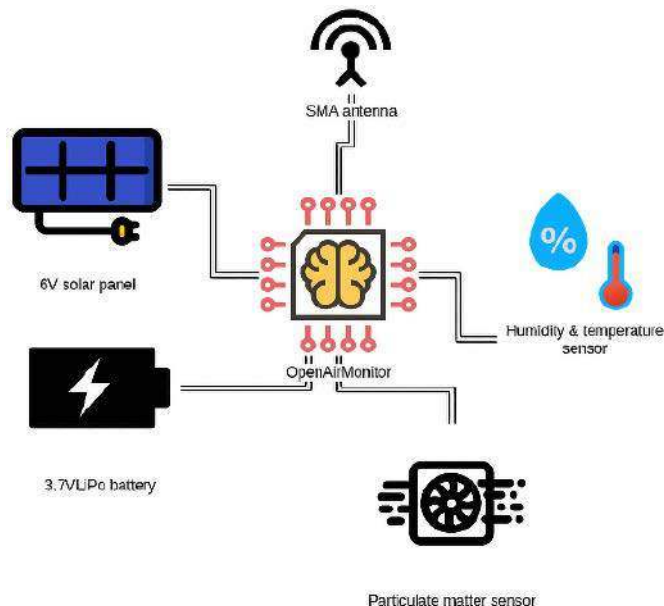 SMA antenna
6V solar panel
%
Humidity & temperature
sensor
OpenAirMonitor
3.7VLiPo battery
Particulate matter sensor